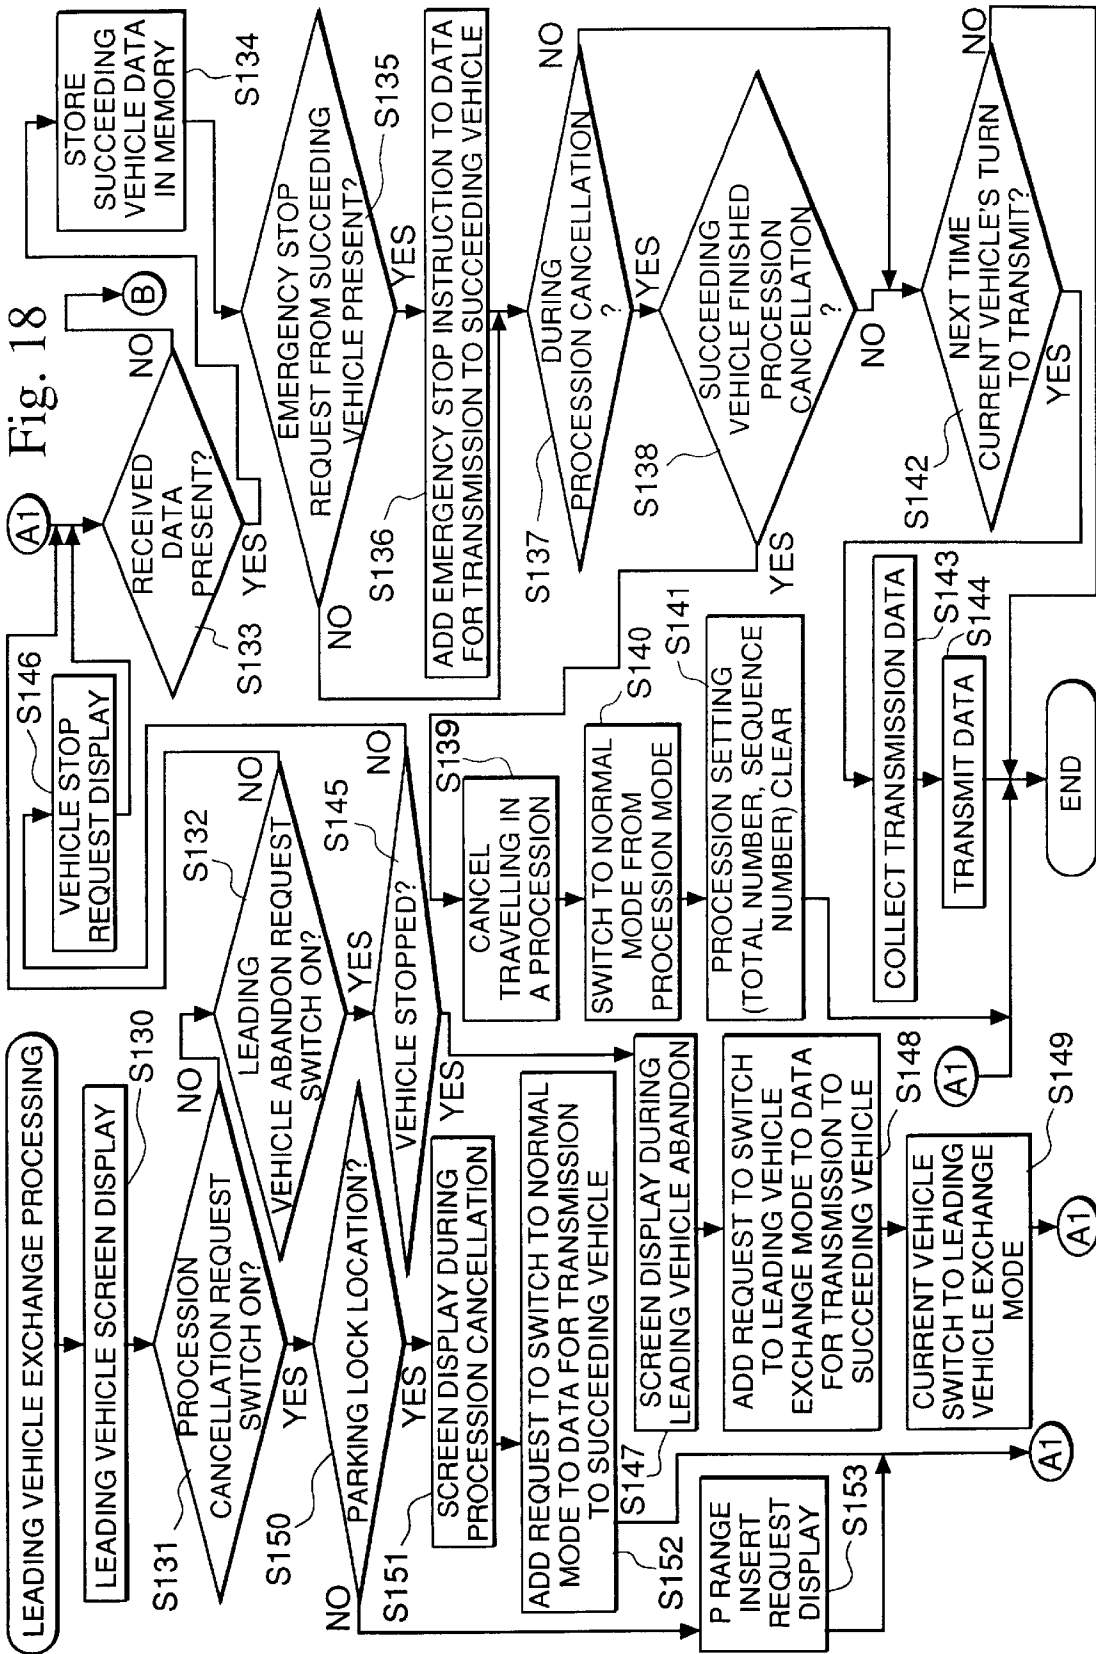 Fig. 18
LEADING VEHICLE EXCHANGE PROCESSING
LEADING VEHICLE SCREEN DISPLAY
S130
PROCESSION
CANCELLATION REQUEST
SWITCH ON?
S131
NO
YES
LEADING
VEHICLE ABANDON REQUEST
SWITCH ON?
S132
NO
YES
PARKING LOCK LOCATION?
S150
NO
YES
VEHICLE STOPPED?
S145
NO
YES
VEHICLE STOP
REQUEST DISPLAY
S146
SCREEN DISPLAY DURING
PROCESSION CANCELLATION
S151
ADD REQUEST TO SWITCH TO NORMAL
MODE TO DATA FOR TRANSMISSION
TO SUCCEEDING VEHICLE
S152
P RANGE
INSERT
REQUEST
DISPLAY
S153
A1
SCREEN DISPLAY DURING
LEADING VEHICLE ABANDON
S147
ADD REQUEST TO SWITCH
TO LEADING VEHICLE
EXCHANGE MODE TO DATA
FOR TRANSMISSION TO
SUCCEEDING VEHICLE
S148
CURRENT VEHICLE
SWITCH TO LEADING
VEHICLE EXCHANGE
MODE
S149
A1
A1
RECEIVED
DATA
PRESENT?
S133
NO
B
YES
STORE
SUCCEEDING
VEHICLE DATA
IN MEMORY
S134
EMERGENCY STOP
REQUEST FROM SUCCEEDING
VEHICLE PRESENT?
S135
NO
YES
ADD EMERGENCY STOP INSTRUCTION TO DATA
FOR TRANSMISSION TO SUCCEEDING VEHICLE
S136
DURING
PROCESSION CANCELLATION
?
S137
NO
YES
SUCCEEDING
VEHICLE FINISHED
PROCESSION
CANCELLATION
?
S138
YES
NO
CANCEL
TRAVELLING IN
A PROCESSION
S139
SWITCH TO NORMAL
MODE FROM
PROCESSION MODE
S140
PROCESSION SETTING
(TOTAL NUMBER, SEQUENCE
NUMBER) CLEAR
S141
NEXT TIME
CURRENT VEHICLE'S TURN
TO TRANSMIT?
S142
NO
YES
COLLECT TRANSMISSION DATA
S143
TRANSMIT DATA
S144
A1
END